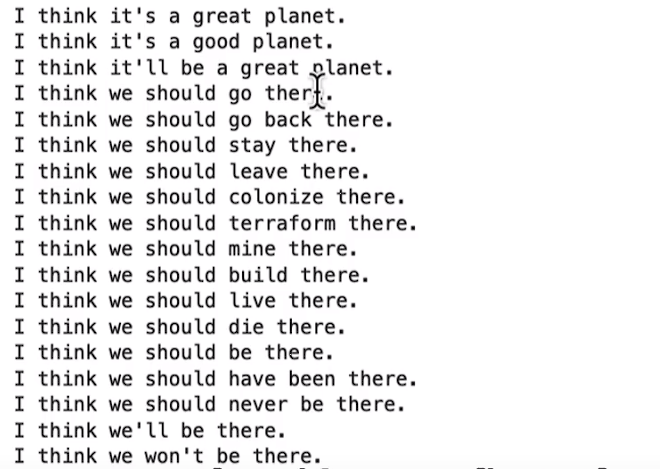 I think it's a great planet.
I think it's a good planet.
I think it'll be a great planet.
I think we should go there.
I think we should go back there.
I think we should stay there.
I think we should leave there.
I think we should colonize there.
I think we should terraform there.
I think we should mine there.
I think we should build there.
I think we should live there.
I think we should die there.
I think we should be there.
I think we should have been there.
I think we should never be there.
I think we'll be there.
I think we won't be there.